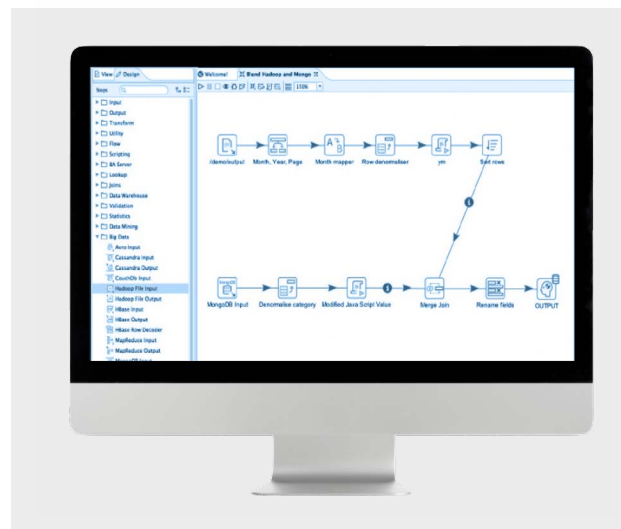 View Design
Welcome! Blend Hadoop and Mongo
Steps
150%
Input
Output
Transform
Utility
Flow
Scripting
BA Server
Lookup
Joins
Data Warehouse
Validation
Statistics
Data Mining
Big Data
Avro Input
Cassandra Input
Cassandra Output
CouchDb Input
Hadoop File Input
Hadoop File Output
HBase Input
HBase Output
HBase Row Decoder
MapReduce Input
MapReduce Output
MongoDB Input
A B
/demo/output Month, Year, Page Month mapper Row denormaliser ym Sort rows
MongoDB
MongoDB Input Denormalise category Modified Java Script Value Merge Join Rename fields OUTPUT